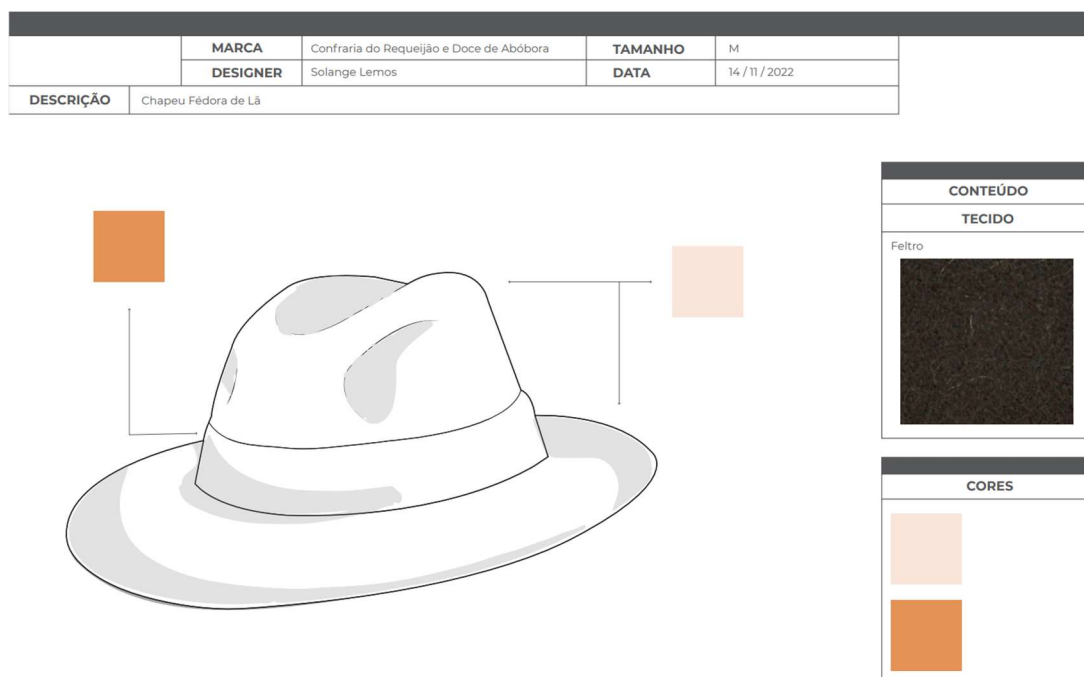 MARCA Confraria do Requeijão e Doce de Abóbora TAMANHO M
DESIGNER Solange Lemos DATA 14 / 11 / 2022
DESCRIÇÃO Chapeu Fédora de Lã
CONTEÚDO
TECIDO
Feltro
CORES